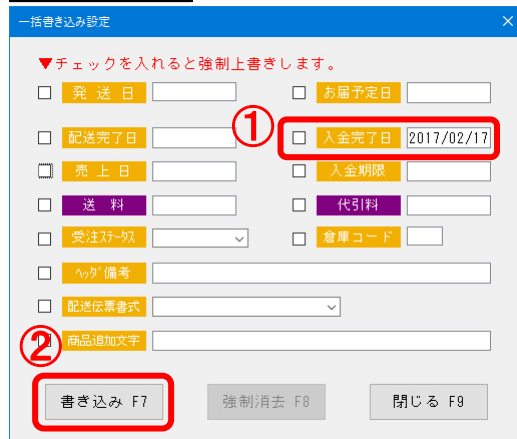 一括書き込み設定
▼チェックを入れると強制上書きします。
発送日 お届予定日
配送完了日 ① 入金完了日 2017/02/17
売上日 入金期限
送料 代引料
受注ｽﾃｰﾀｽ 倉庫コード
ﾍｯﾀﾞ備考
配送伝票書式
② 商品追加文字
書き込み F7 強制消去 F8 閉じる F9